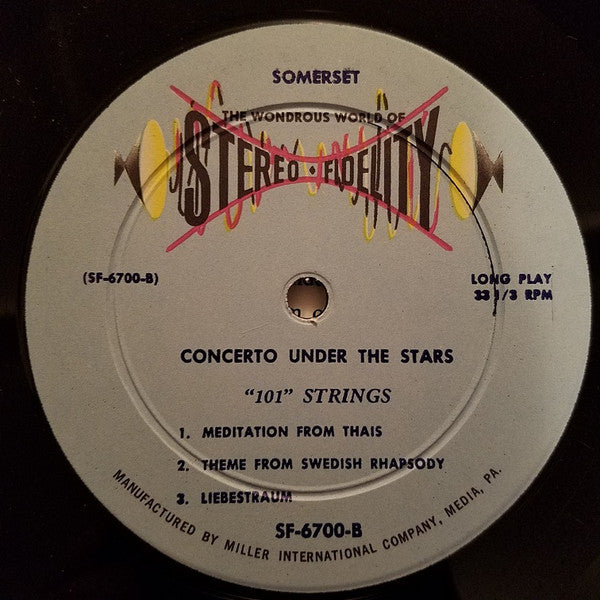 SOMERSET
THE WONDROUS WORLD OF
STEREO · FIDELITY
(SF-6700-B)
LONG PLAY
33 1/3 RPM
CONCERTO UNDER THE STARS
"101" STRINGS
1. MEDITATION FROM THAIS
2. THEME FROM SWEDISH RHAPSODY
3. LIEBESTRAUM
SF-6700-B
MANUFACTURED BY MILLER INTERNATIONAL COMPANY, MEDIA, PA.